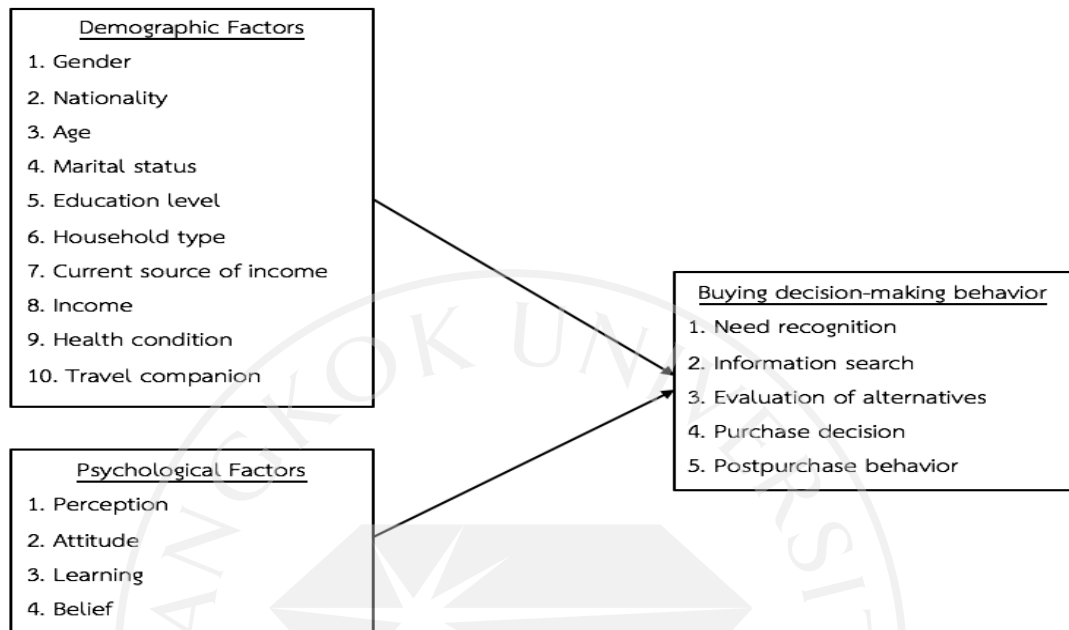 Demographic Factors
1. Gender
2. Nationality
3. Age
4. Marital status
5. Education level
6. Household type
7. Current source of income
8. Income
9. Health condition
10. Travel companion
Psychological Factors
1. Perception
2. Attitude
3. Learning
4. Belief
Buying decision-making behavior
1. Need recognition
2. Information search
3. Evaluation of alternatives
4. Purchase decision
5. Postpurchase behavior
ANGKOK UNIVERSIT